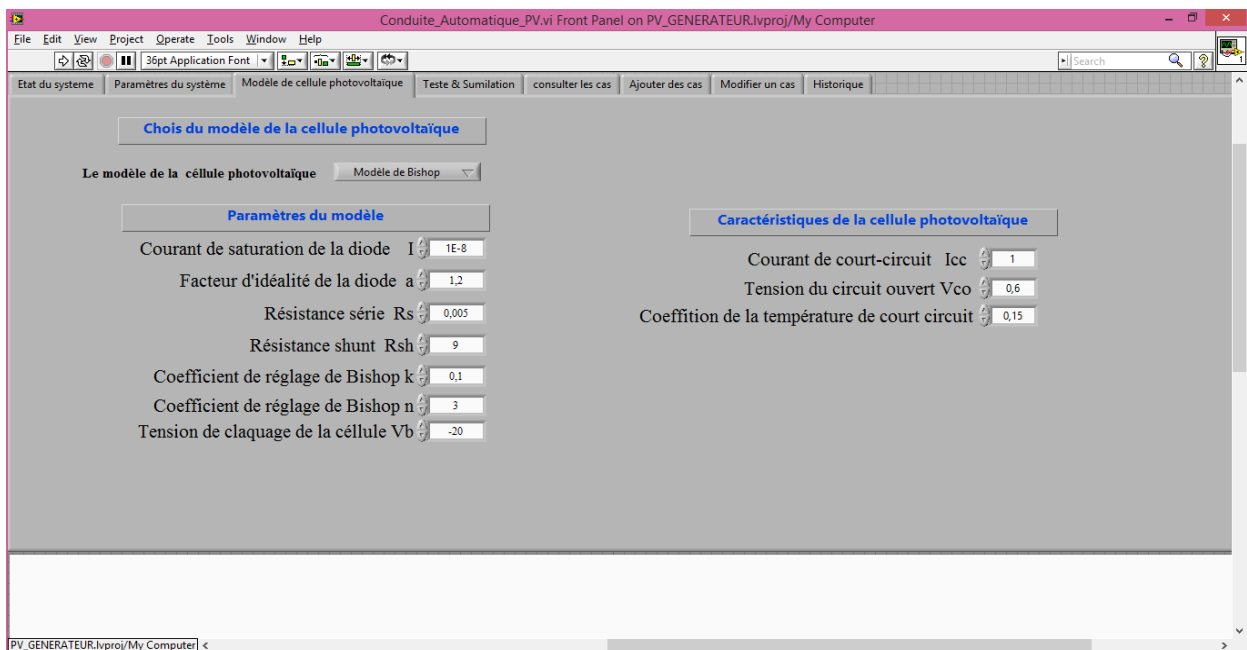 Conduite_Automatique_PV.vi Front Panel on PV_GENERATEUR.lvproj/My Computer
File Edit View Project Operate Tools Window Help
36pt Application Font
Search
1
Etat du systeme Paramètres du système Modèle de cellule photovoltaïque Teste & Sumilation consulter les cas Ajouter des cas Modifier un cas Historique
Chois du modèle de la cellule photovoltaïque
Le modèle de la céllule photovoltaïque Modèle de Bishop
Paramètres du modèle
Courant de saturation de la diode I 1E-8
Facteur d'idéalité de la diode a 1,2
Résistance série Rs 0,005
Résistance shunt Rsh 9
Coefficient de réglage de Bishop k 0,1
Coefficient de réglage de Bishop n 3
Tension de claquage de la céllule Vb -20
Caractéristiques de la cellule photovoltaïque
Courant de court-circuit Icc 1
Tension du circuit ouvert Vco 0,6
Coeffition de la température de court circuit 0,15
PV_GENERATEUR.lvproj/My Computer